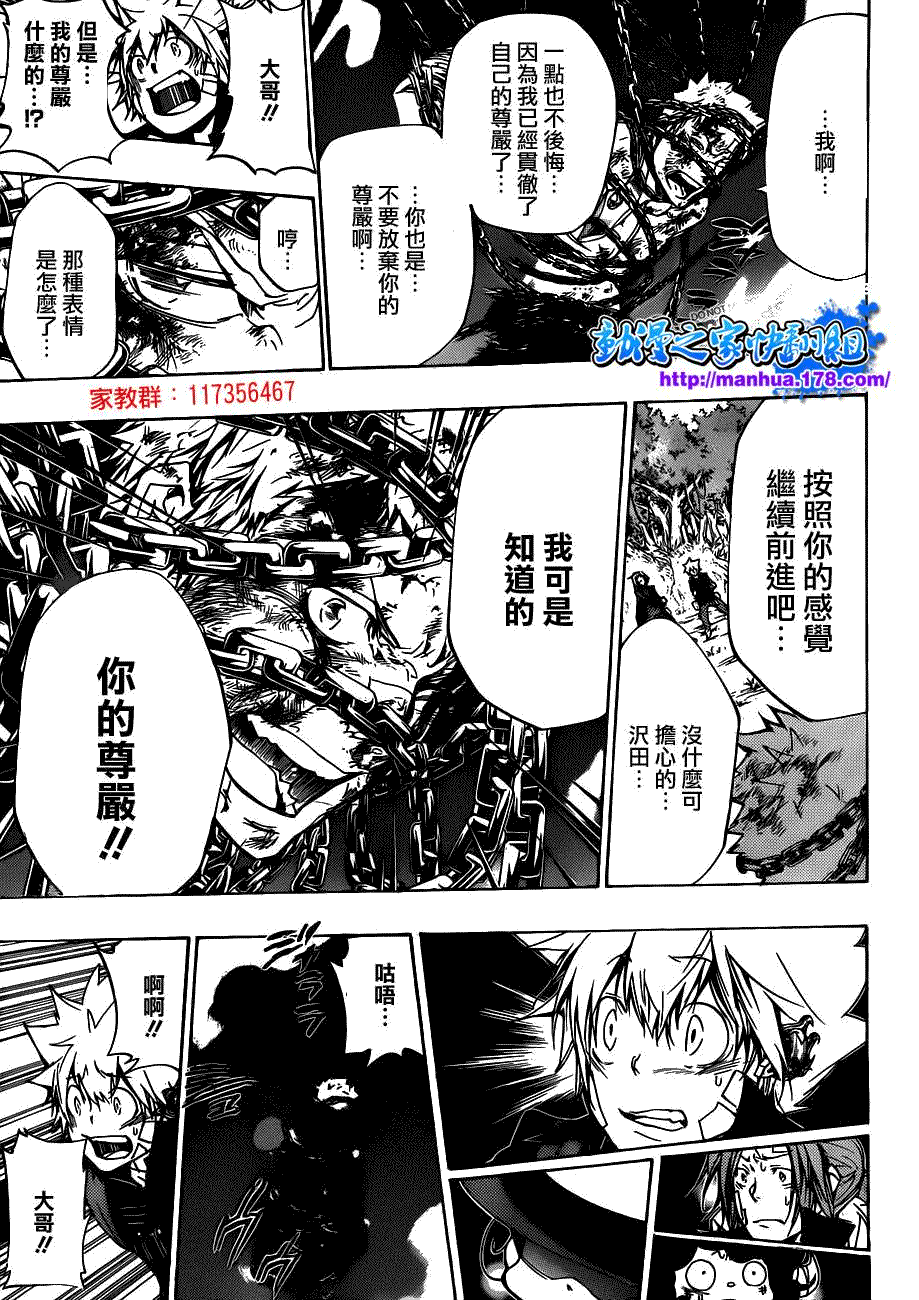 …我啊…
一點也不後悔…
因為我已經貫徹了
自己的尊嚴了…
…你也是…
不要放棄你的
尊嚴啊…
大哥!!
但是…
我的尊嚴
什麼的…!?
哼…
那種表情
是怎麼了…
動漫之家快翻組
http://manhua.178.com/
家教群：117356467
按照你的感覺
繼續前進吧…
沒什麼可
擔心的…
沢田…
我可是
知道的
你的尊嚴!!
咕唔…
啊啊!!
大哥!!